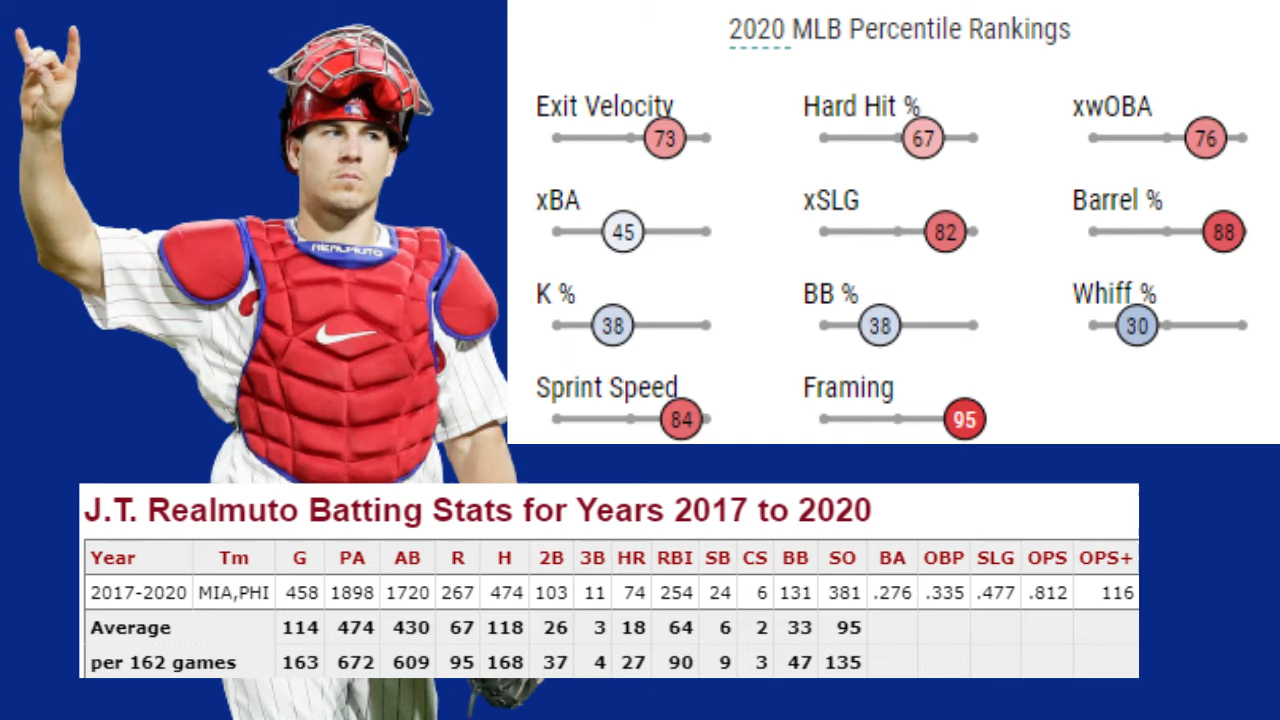 2020 MLB Percentile Rankings
Exit Velocity Hard Hit % xwOBA
73 67 76
xBA xSLG Barrel %
45 82 88
K % BB % Whiff %
38 38 30
Sprint Speed Framing
84 95
REALMUTO
J.T. Realmuto Batting Stats for Years 2017 to 2020
Year Tm G PA AB R H 2B 3B HR RBI SB CS BB SO BA OBP SLG OPS OPS+
2017-2020 MIA,PHI 458 1898 1720 267 474 103 11 74 254 24 6 131 381 .276 .335 .477 .812 116
Average 114 474 430 67 118 26 3 18 64 6 2 33 95
per 162 games 163 672 609 95 168 37 4 27 90 9 3 47 135